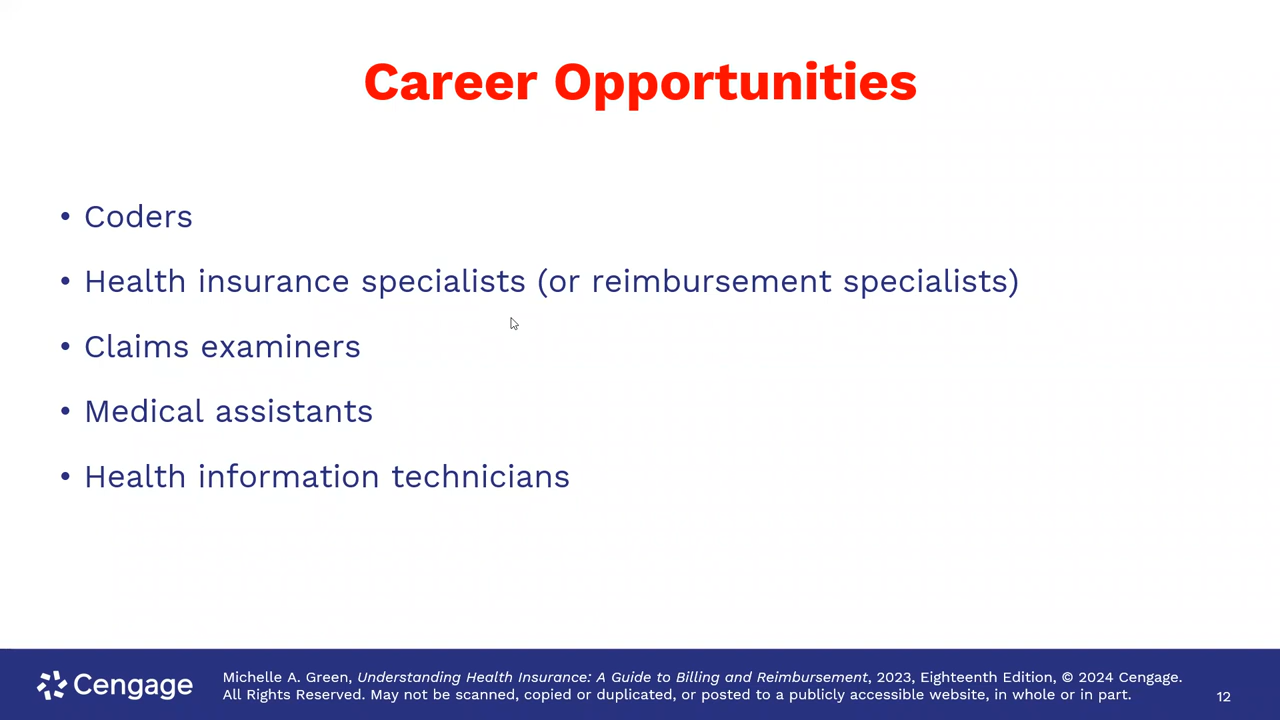 Career Opportunities
• Coders
• Health insurance specialists (or reimbursement specialists)
• Claims examiners
• Medical assistants
• Health information technicians
Cengage
Michelle A. Green, Understanding Health Insurance: A Guide to Billing and Reimbursement, 2023, Eighteenth Edition, © 2024 Cengage.
All Rights Reserved. May not be scanned, copied or duplicated, or posted to a publicly accessible website, in whole or in part.
12